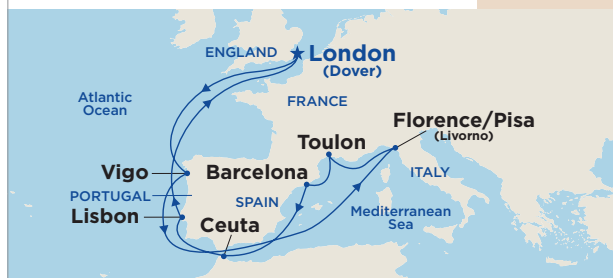 ENGLAND
London
(Dover)
Atlantic
Ocean
FRANCE
Florence/Pisa
(Livorno)
Toulon
Vigo
Barcelona
ITALY
PORTUGAL
SPAIN
Mediterranean
Sea
Lisbon
Ceuta